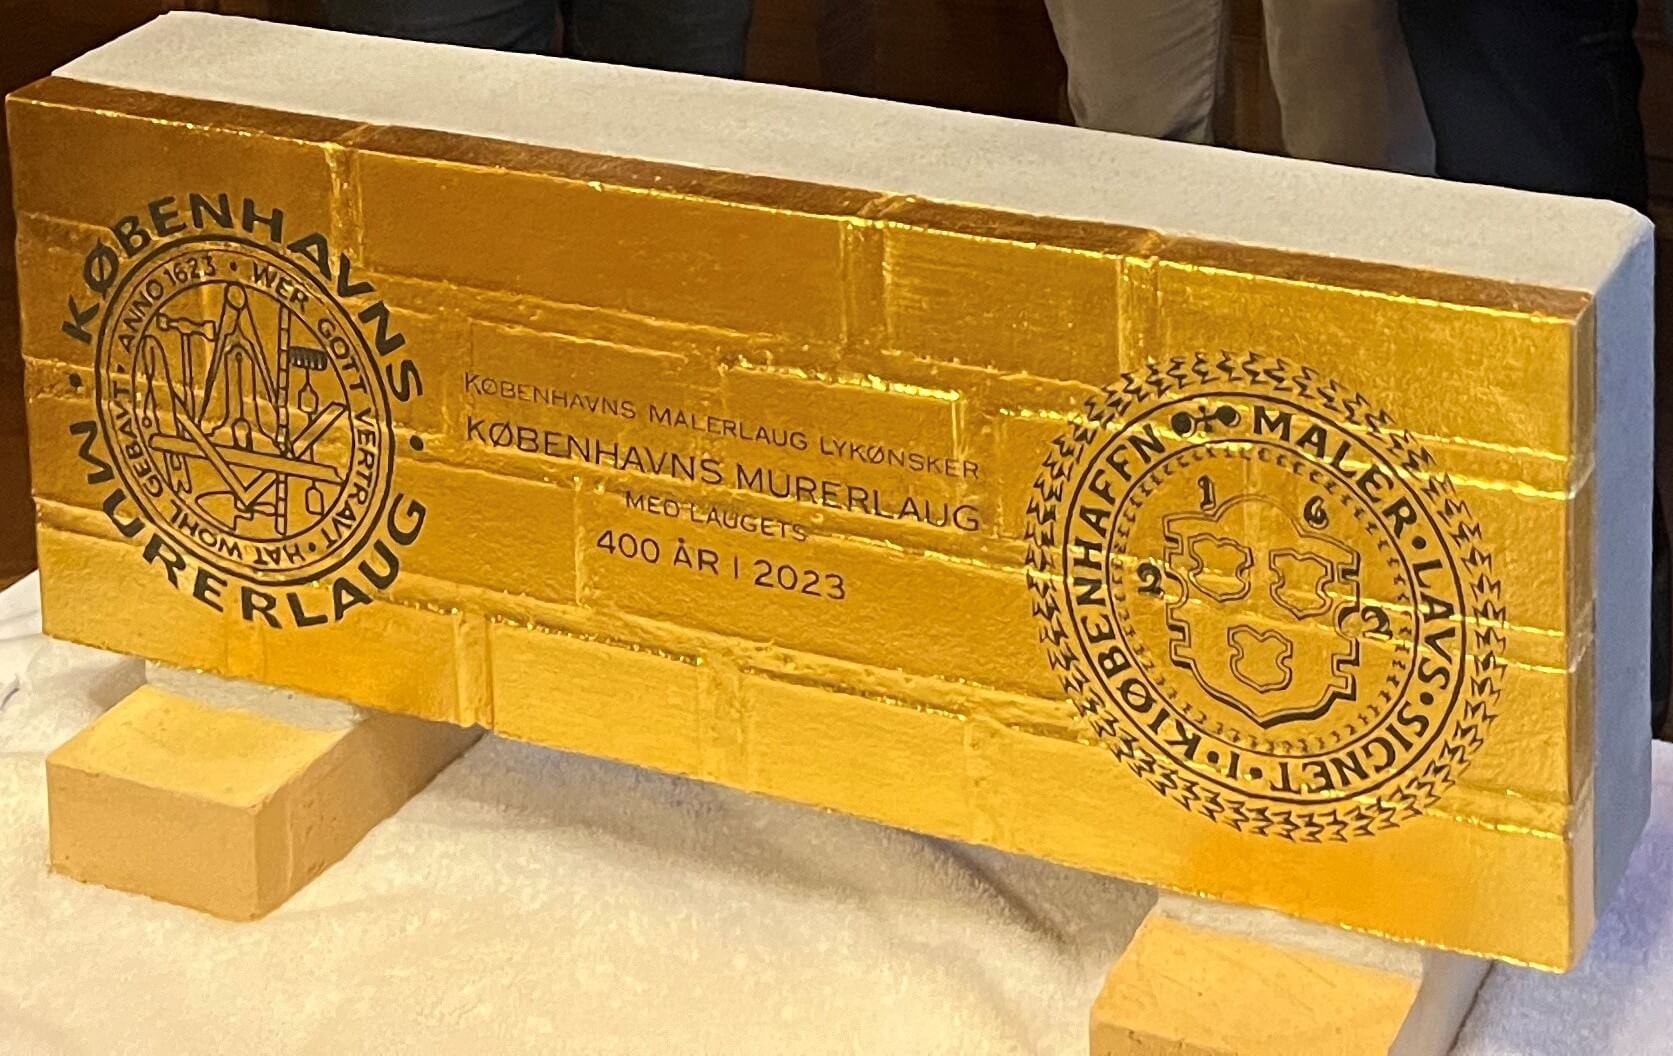 KØBENHAVNS
MURERLAUG
ANNO 1623 • WER GOTT VERTRAVT • HAT WOHL GEBAVT •
KØBENHAVNS MALERLAUG LYKØNSKER
KØBENHAVNS MURERLAUG
MED LAUGETS
400 ÅR I 2023
MALER • LAVS • SIGNET • I • KIØBENHAFFN
1 6
2 2